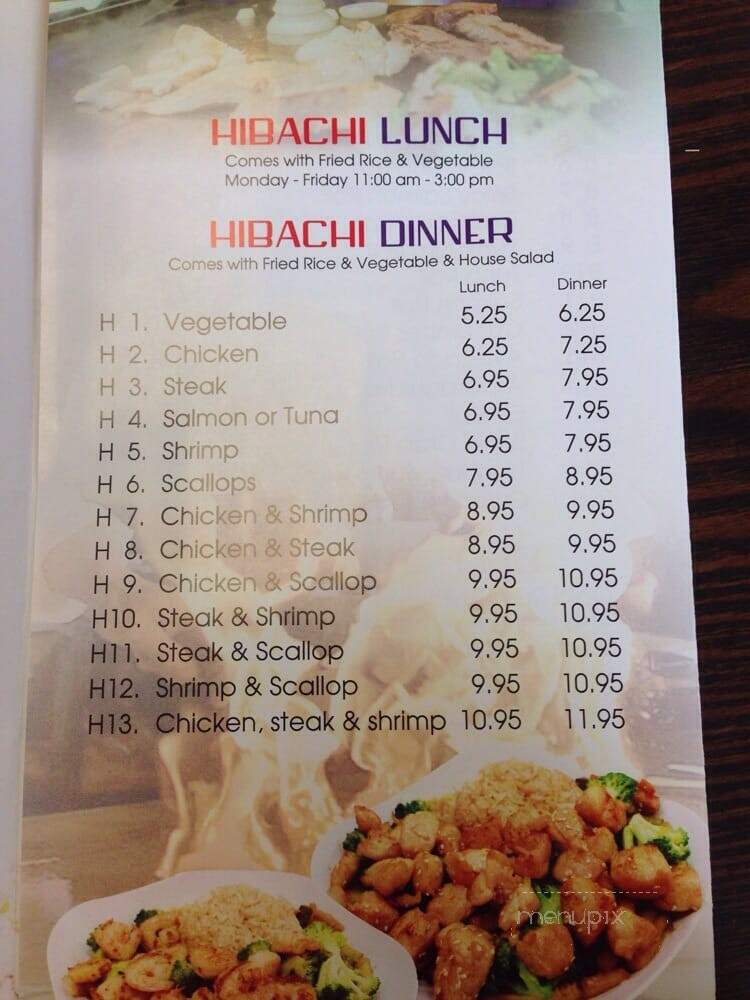 HIBACHI LUNCH
Comes with Fried Rice & Vegetable
Monday - Friday 11:00 am - 3:00 pm
HIBACHI DINNER
Comes with Fried Rice & Vegetable & House Salad
Lunch Dinner
H 1. Vegetable 5.25 6.25
H 2. Chicken 6.25 7.25
H 3. Steak 6.95 7.95
H 4. Salmon or Tuna 6.95 7.95
H 5. Shrimp 6.95 7.95
H 6. Scallops 7.95 8.95
H 7. Chicken & Shrimp 8.95 9.95
H 8. Chicken & Steak 8.95 9.95
H 9. Chicken & Scallop 9.95 10.95
H10. Steak & Shrimp 9.95 10.95
H11. Steak & Scallop 9.95 10.95
H12. Shrimp & Scallop 9.95 10.95
H13. Chicken, steak & shrimp 10.95 11.95
menupix